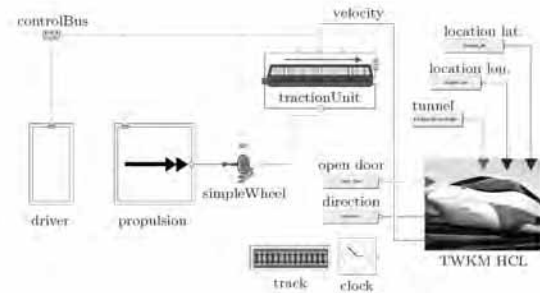 controlBus
velocity
location lat.
location lon.
tractionUnit
tunnel
open door
simpleWheel
direction
driver
propulsion
TWKM HCL
track
clock